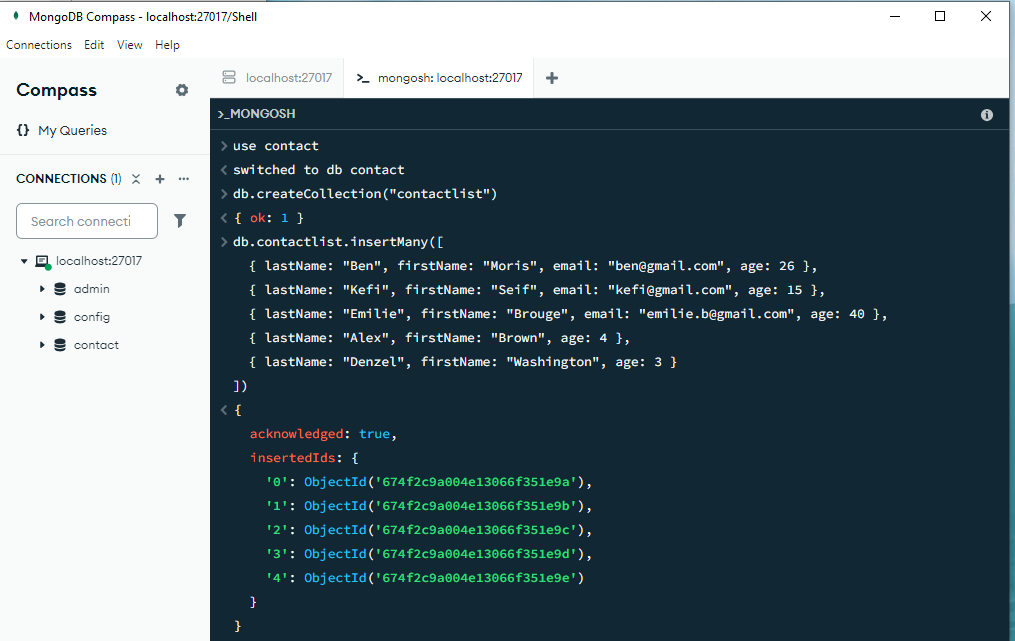 MongoDB Compass - localhost:27017/Shell
Connections Edit View Help
Compass
{} My Queries
CONNECTIONS (1)
Search connecti
localhost:27017
admin
config
contact
localhost:27017
mongosh: localhost:27017
>_MONGOSH
> use contact
< switched to db contact
> db.createCollection("contactlist")
< { ok: 1 }
> db.contactlist.insertMany([
{ lastName: "Ben", firstName: "Moris", email: "ben@gmail.com", age: 26 },
{ lastName: "Kefi", firstName: "Seif", email: "kefi@gmail.com", age: 15 },
{ lastName: "Emilie", firstName: "Brouge", email: "emilie.b@gmail.com", age: 40 },
{ lastName: "Alex", firstName: "Brown", age: 4 },
{ lastName: "Denzel", firstName: "Washington", age: 3 }
])
< {
acknowledged: true,
insertedIds: {
'0': ObjectId('674f2c9a004e13066f351e9a'),
'1': ObjectId('674f2c9a004e13066f351e9b'),
'2': ObjectId('674f2c9a004e13066f351e9c'),
'3': ObjectId('674f2c9a004e13066f351e9d'),
'4': ObjectId('674f2c9a004e13066f351e9e')
}
}